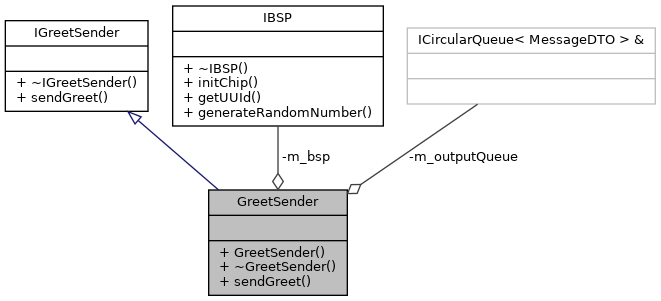 IGreetSender
+ ~IGreetSender()
+ sendGreet()
IBSP
+ ~IBSP()
+ initChip()
+ getUUId()
+ generateRandomNumber()
ICircularQueue< MessageDTO > &
-m_bsp
-m_outputQueue
GreetSender
+ GreetSender()
+ ~GreetSender()
+ sendGreet()